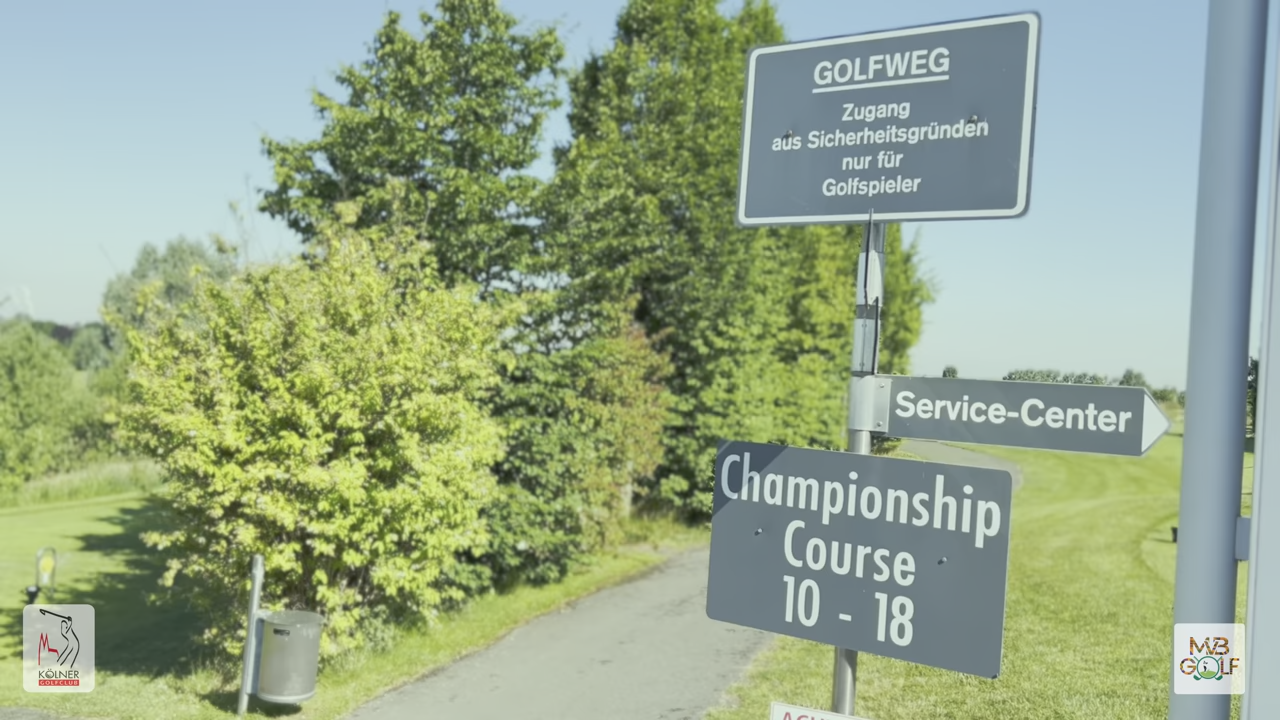 GOLFWEG
Zugang
aus Sicherheitsgründen
nur für
Golfspieler
Service-Center
Championship
Course
10 - 18
KÖLNER
GOLFCLUB
MVB
GOLF